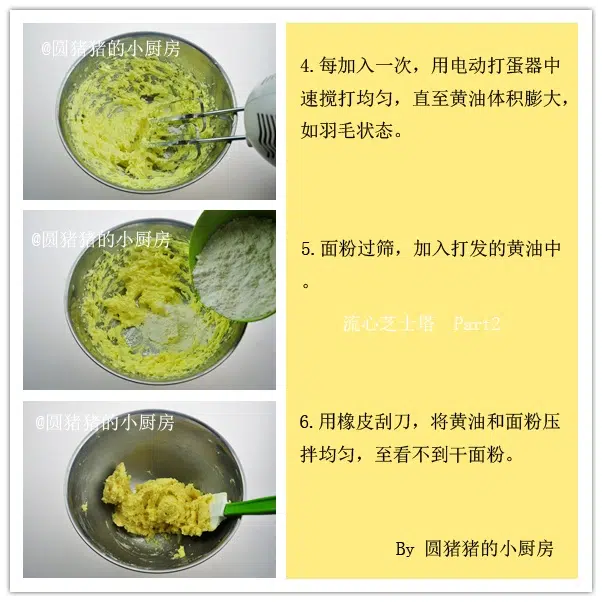 @圆猪猪的小厨房
4.每加入一次，用电动打蛋器中
速搅打均匀，直至黄油体积膨大，
如羽毛状态。
@圆猪猪的小厨房
5.面粉过筛，加入打发的黄油中
。
流心芝士塔 Part2
@圆猪猪的小厨房
6.用橡皮刮刀，将黄油和面粉压
拌均匀，至看不到干面粉。
By 圆猪猪的小厨房